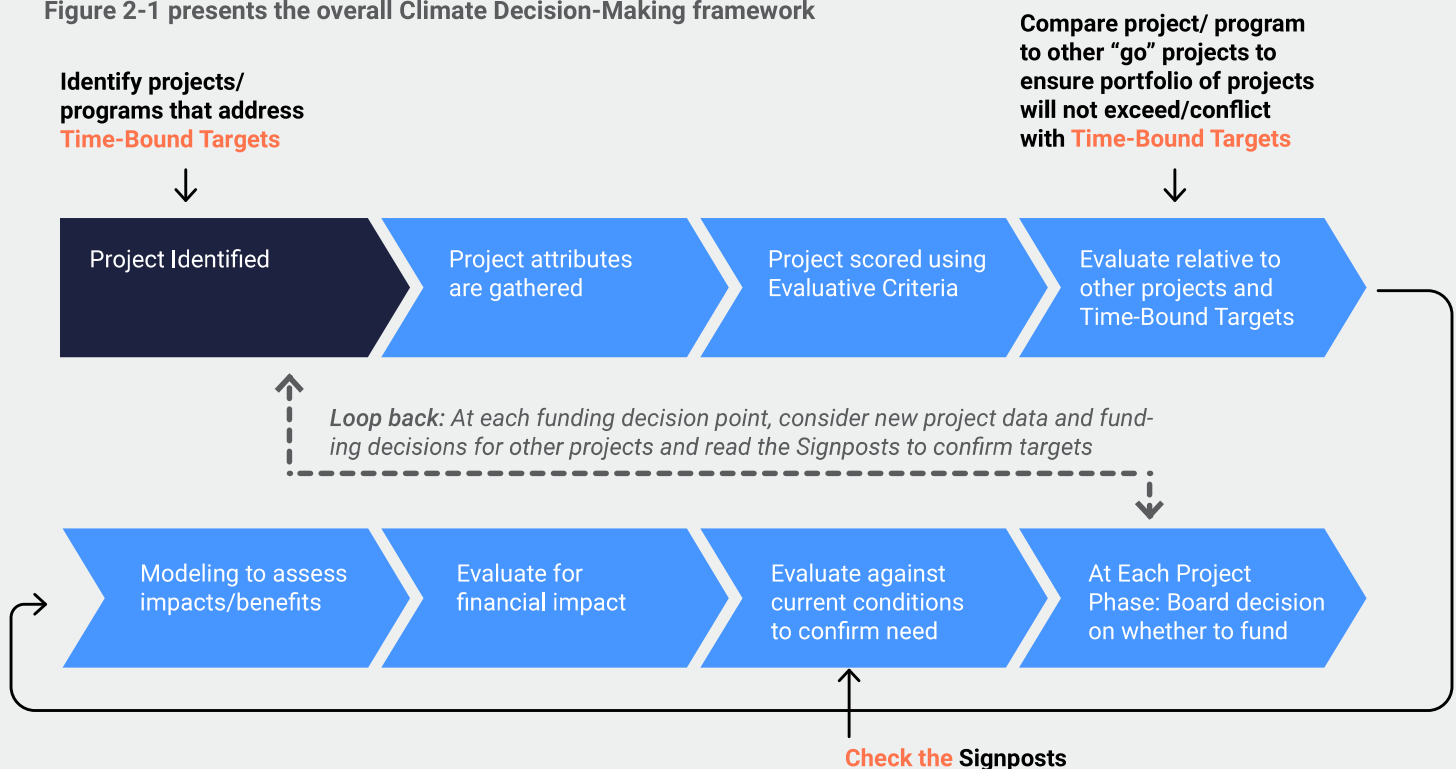 Figure 2-1 presents the overall Climate Decision-Making framework
Identify projects/
programs that address
Time-Bound Targets
Compare project/ program
to other “go” projects to
ensure portfolio of projects
will not exceed/conflict
with Time-Bound Targets
Project Identified
Project attributes
are gathered
Project scored using
Evaluative Criteria
Evaluate relative to
other projects and
Time-Bound Targets
Loop back: At each funding decision point, consider new project data and fund-
ing decisions for other projects and read the Signposts to confirm targets
Modeling to assess
impacts/benefits
Evaluate for
financial impact
Evaluate against
current conditions
to confirm need
At Each Project
Phase: Board decision
on whether to fund
Check the Signposts